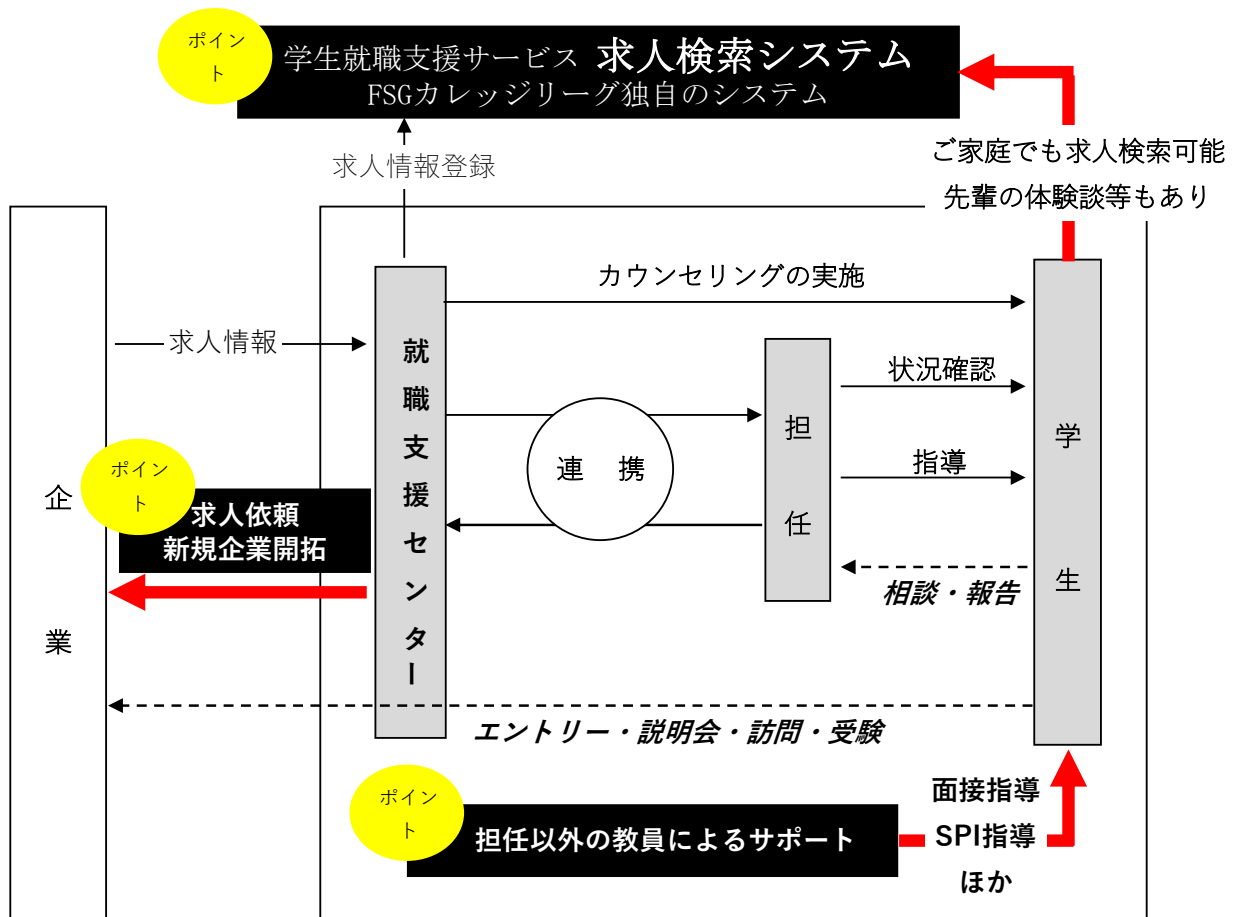 ポイン
ト
学生就職支援サービス 求人検索システム
FSGカレッジリーグ独自のシステム
求人情報登録
ご家庭でも求人検索可能
先輩の体験談等もあり
カウンセリングの実施
求人情報
就職支援センター
状況確認
担任
連 携
指導
学生
企業
ポイン
ト
求人依頼
新規企業開拓
相談・報告
エントリー・説明会・訪問・受験
ポイン
ト
担任以外の教員によるサポート
面接指導
SPI指導
ほか